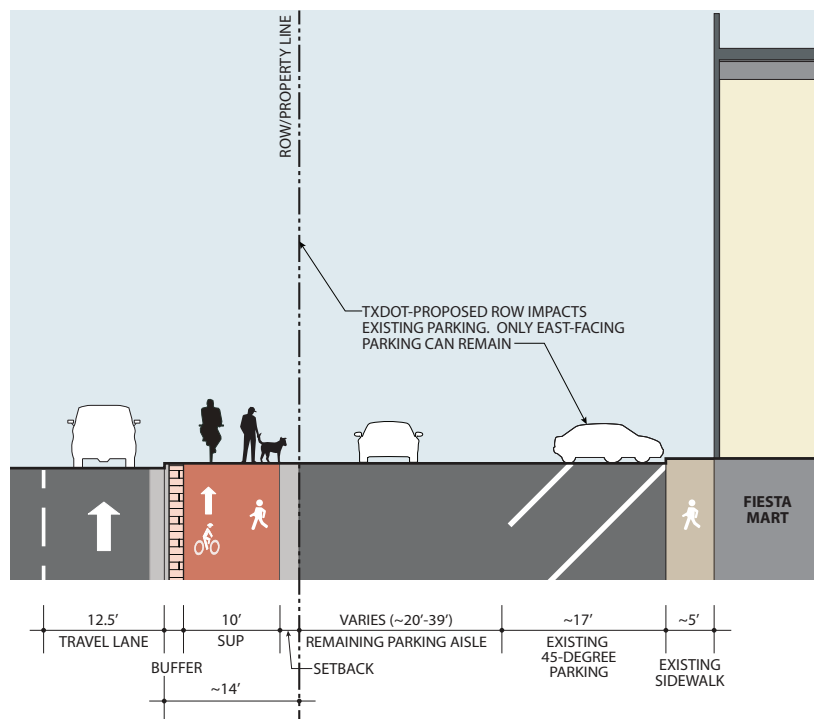 ROW/PROPERTY LINE
TXDOT-PROPOSED ROW IMPACTS
EXISTING PARKING.  ONLY EAST-FACING
PARKING CAN REMAIN
FIESTA
MART
12.5’
TRAVEL LANE
BUFFER
10’
SUP
SETBACK
~14’
VARIES (~20’-39’)
REMAINING PARKING AISLE
~17’
EXISTING
45-DEGREE
PARKING
~5’
EXISTING
SIDEWALK